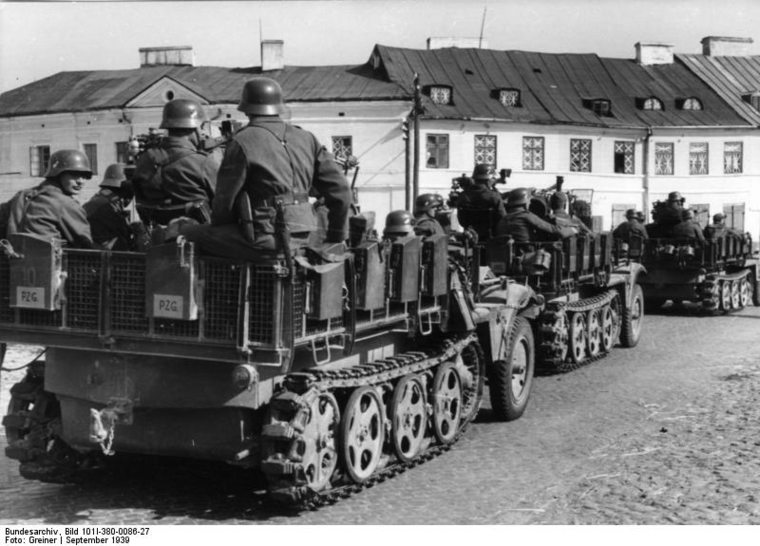 PZG.
PZG.
Bundesarchiv, Bild 101I-380-0086-27
Foto: Greiner | September 1939